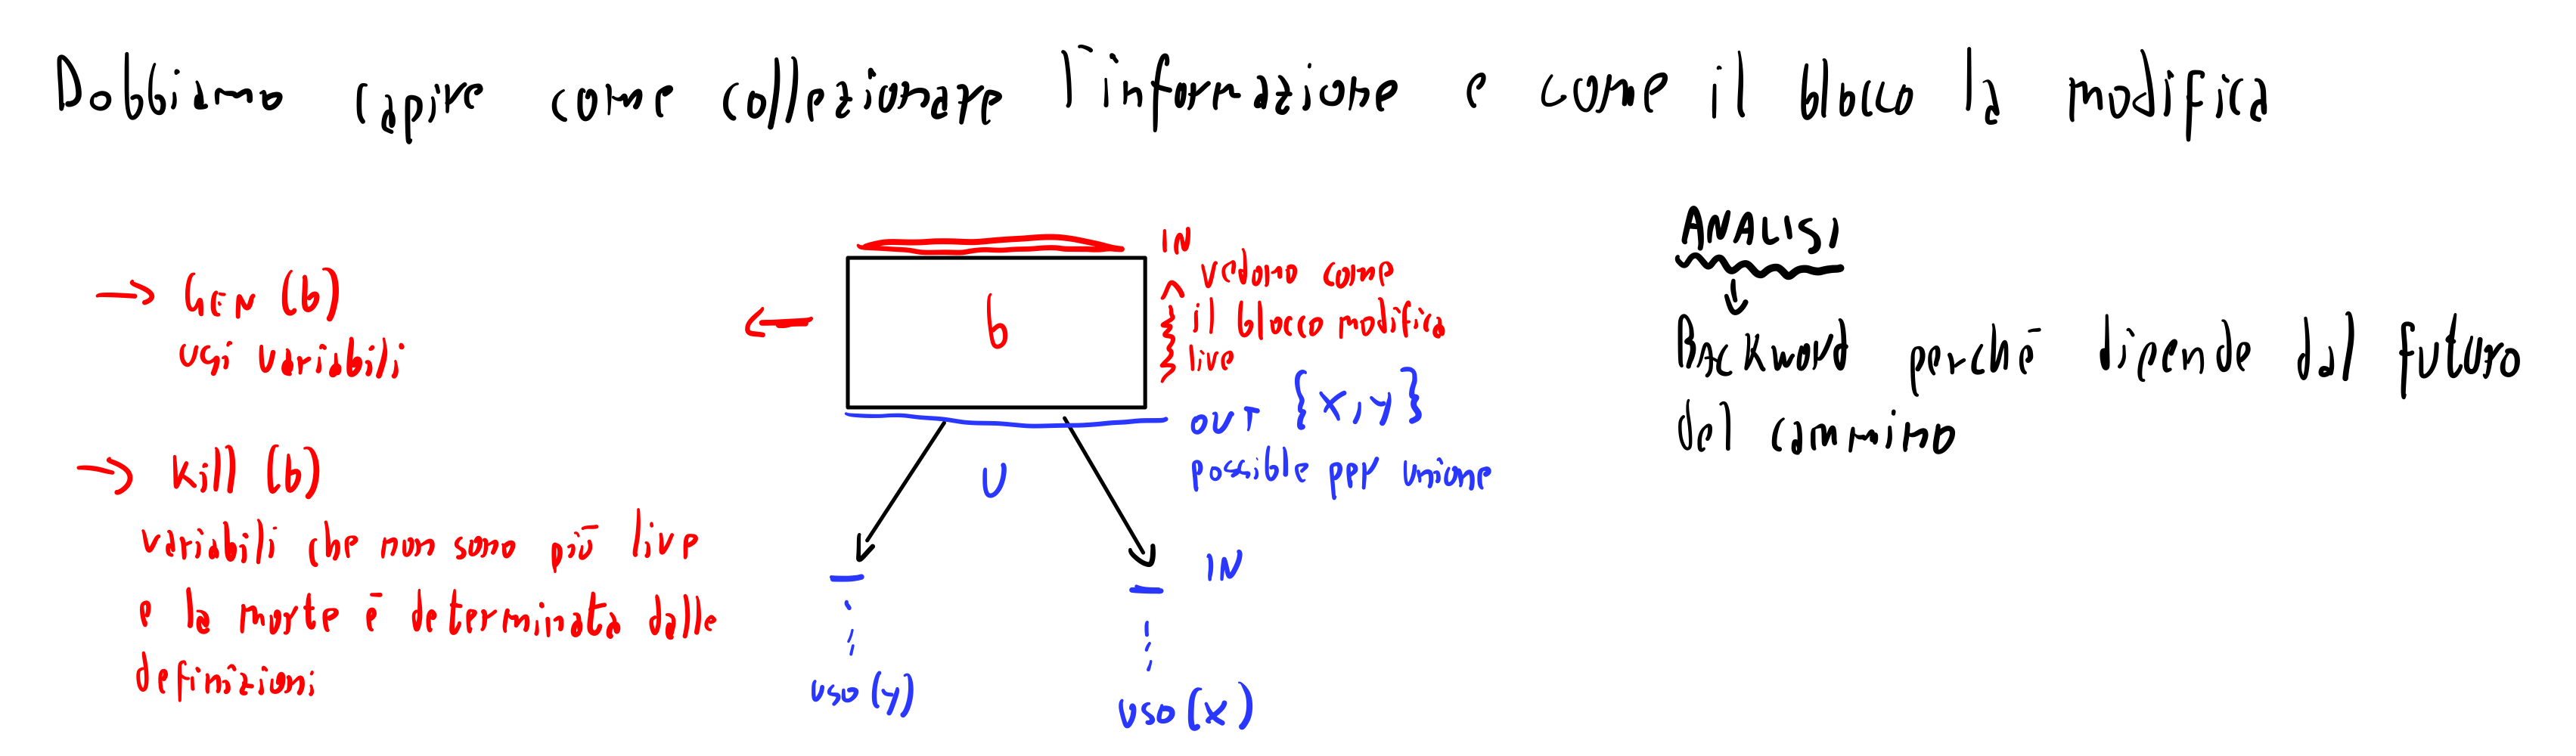 Dobbiamo capire come collezionare l'informazione e come il blocco la modifica
→ GEN (b)
usi variabili
→ Kill (b)
variabili che non sono più live
e la morte è determinata dalle
definizioni
b
IN
vedono come
il blocco modifica
live
OUT {x,y}
possible per unione
U
IN
uso (y)
uso (x)
ANALISI
Backword perché dipende dal futuro
del cammino